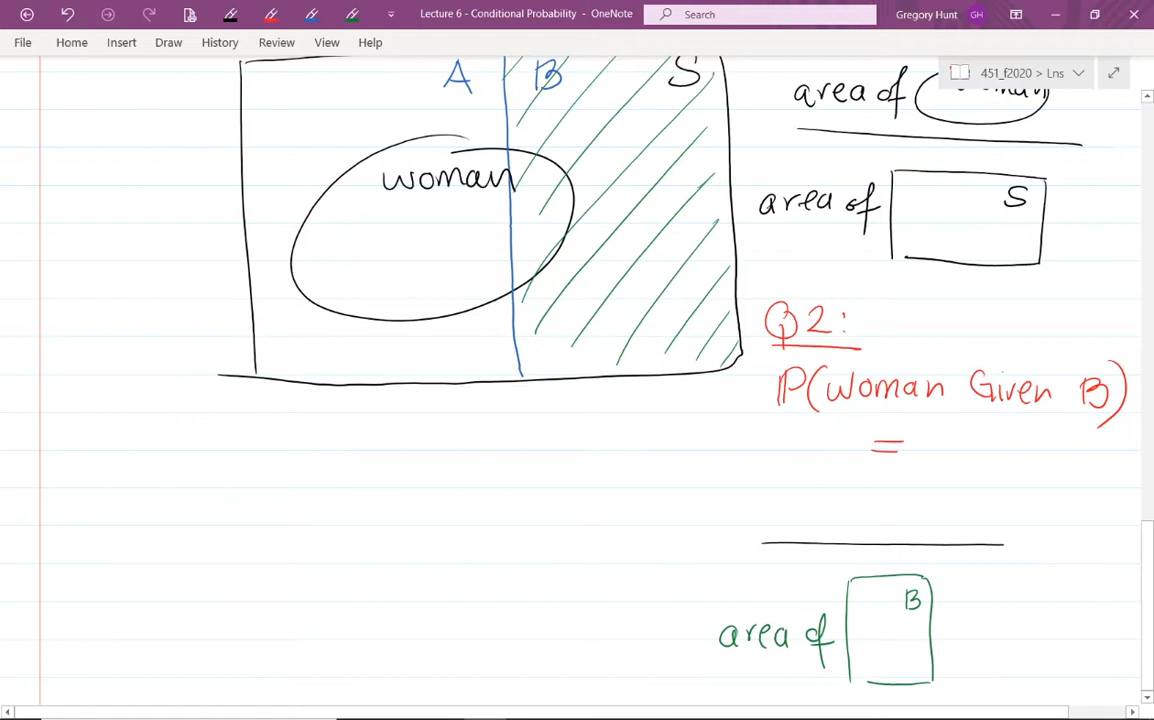 Lecture 6 - Conditional Probability - OneNote
Search
Gregory Hunt
GH
File Home Insert Draw History Review View Help
451_f2020 > Lns
A B S
woman
area of woman
area of S
Q2:
P(Woman Given B)
=
area of B